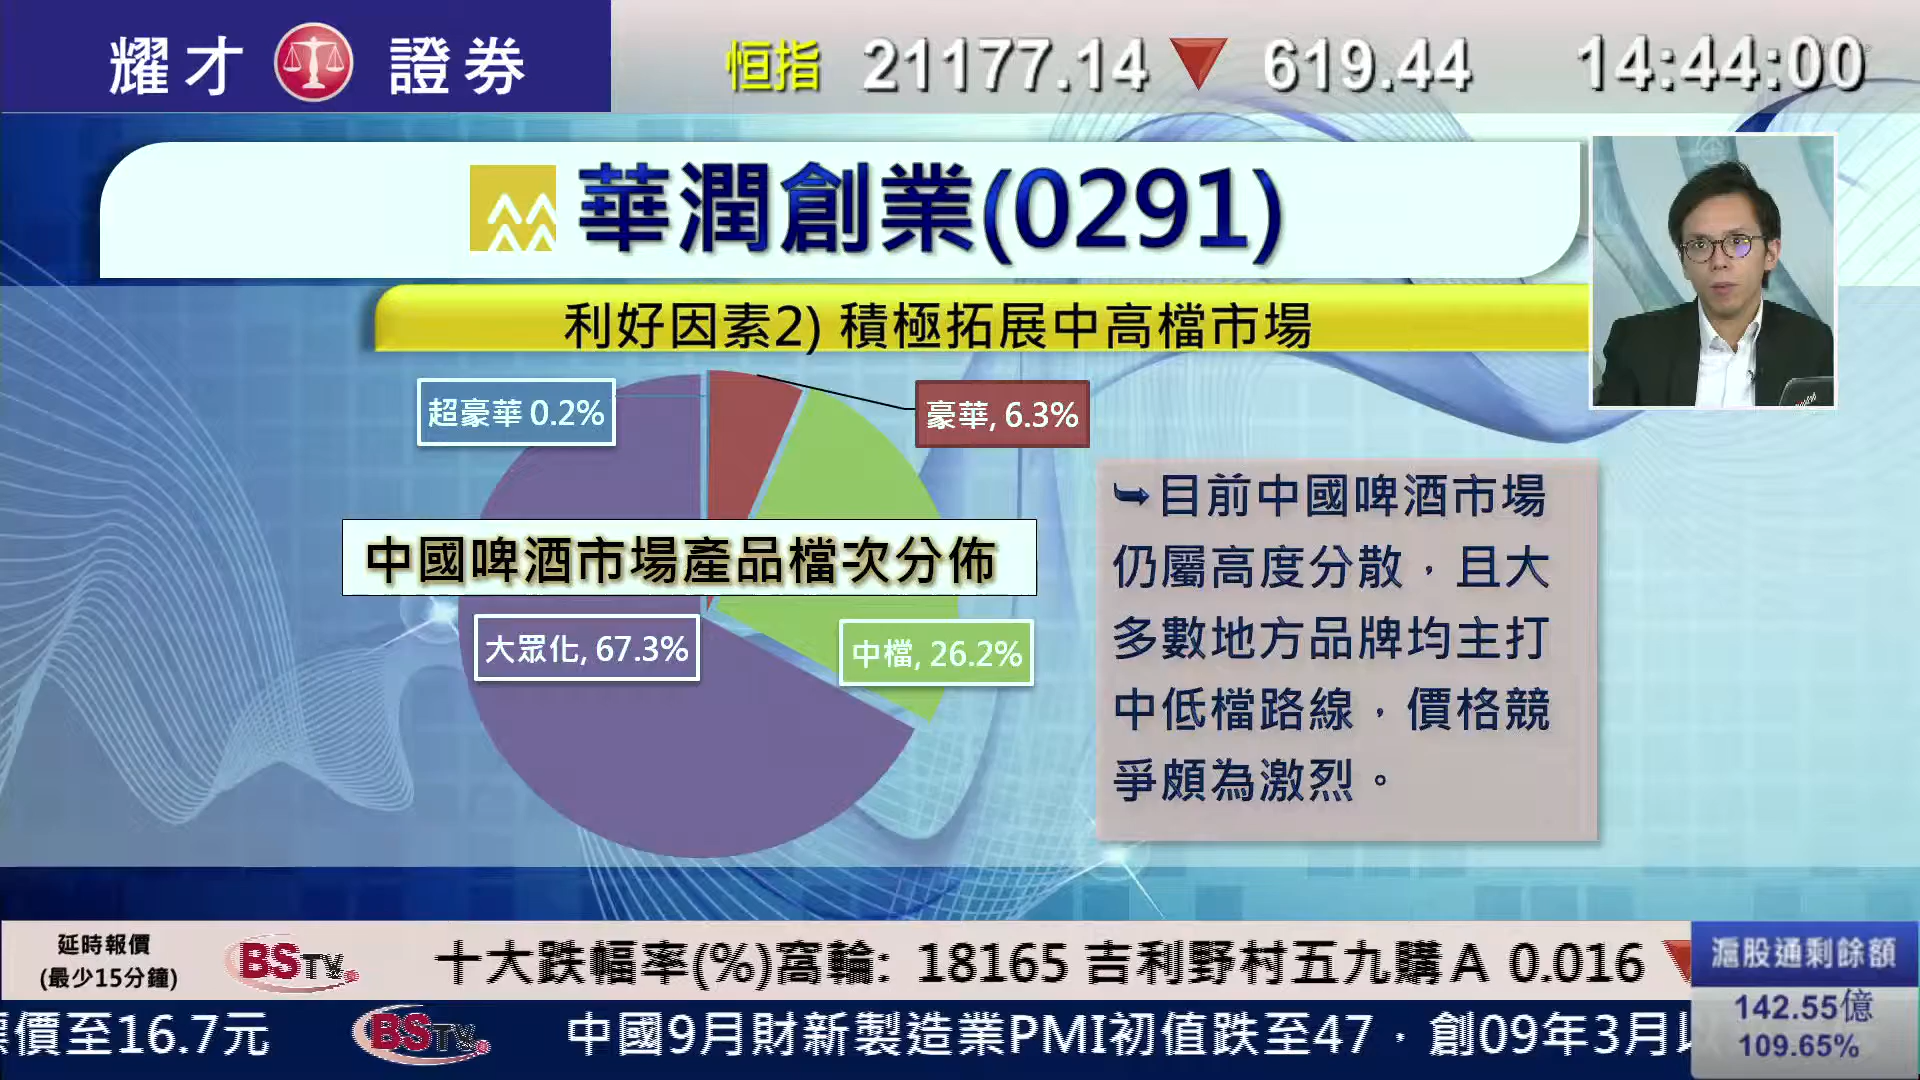 耀才 證券
恒指 21177.14 ▼ 619.44 14:44:00
華潤創業(0291)
利好因素2) 積極拓展中高檔市場
超豪華 0.2%
豪華, 6.3%
中國啤酒市場產品檔次分佈
大眾化, 67.3%
中檔, 26.2%
目前中國啤酒市場
仍屬高度分散，且大
多數地方品牌均主打
中低檔路線，價格競
爭頗為激烈。
延時報價
(最少15分鐘)
BSTV
十大跌幅率(%)窩輪: 18165 吉利野村五九購A 0.016
滬股通剩餘額
142.55億
109.65%
價至16.7元
BSTV
中國9月財新製造業PMI初值跌至47，創09年3月